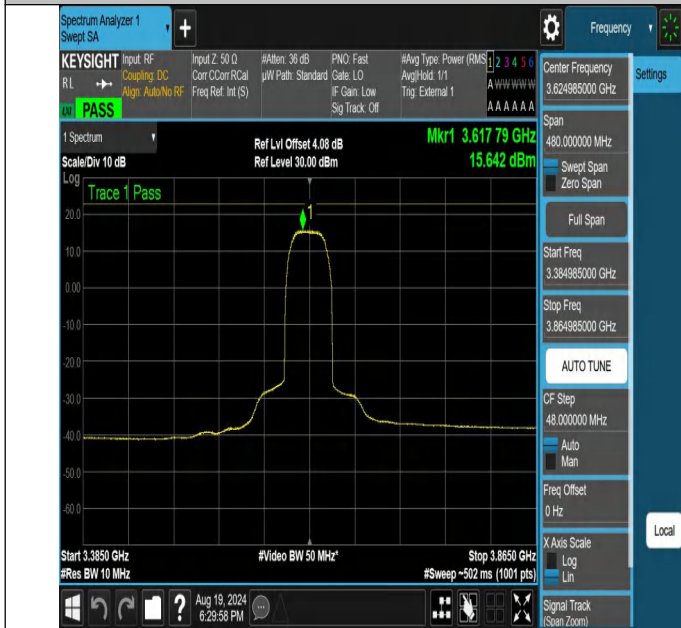 Spectrum Analyzer 1
Swept SA
+
Frequency
KEYSIGHT
RL
PASS
Input: RF
Coupling: DC
Align: Auto/No RF
Input Z: 50 Ω
Corr CCorr RCal
Freq Ref: Int (S)
#Atten: 36 dB
µW Path: Standard
PNO: Fast
Gate: LO
IF Gain: Low
Sig Track: Off
#Avg Type: Power (RMS
Avg|Hold: 1/1
Trig: External 1
1 2 3 4 5 6
A W W W W W
A A A A A A
1 Spectrum
Scale/Div 10 dB
Ref Lvl Offset 4.08 dB
Ref Level 30.00 dBm
Mkr1 3.617 79 GHz
15.642 dBm
Log
Trace 1 Pass
1
20.0
10.0
0.00
-10.0
-20.0
-30.0
-40.0
-50.0
-60.0
Start 3.3850 GHz
#Res BW 10 MHz
#Video BW 50 MHz*
Stop 3.8650 GHz
#Sweep ~502 ms (1001 pts)
Aug 19, 2024
6:29:58 PM
?
Center Frequency
3.624985000 GHz
Settings
Span
480.000000 MHz
Swept Span
Zero Span
Full Span
Start Freq
3.384985000 GHz
Stop Freq
3.864985000 GHz
AUTO TUNE
CF Step
48.000000 MHz
Auto
Man
Freq Offset
0 Hz
X Axis Scale
Log
Lin
Local
Signal Track
(Span Zoom)